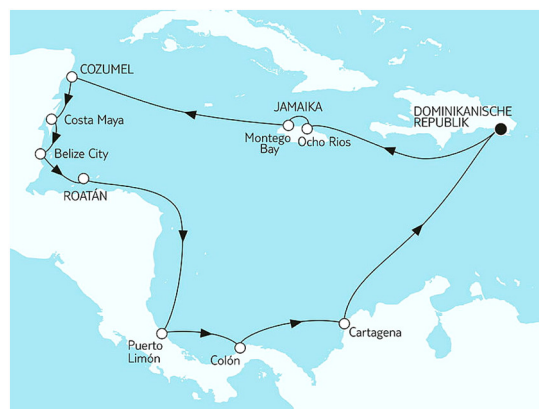 COZUMEL
Costa Maya
Belize City
ROATÁN
JAMAIKA
Montego
Bay
Ocho Rios
DOMINIKANISCHE
REPUBLIK
Puerto
Limón
Colón
Cartagena